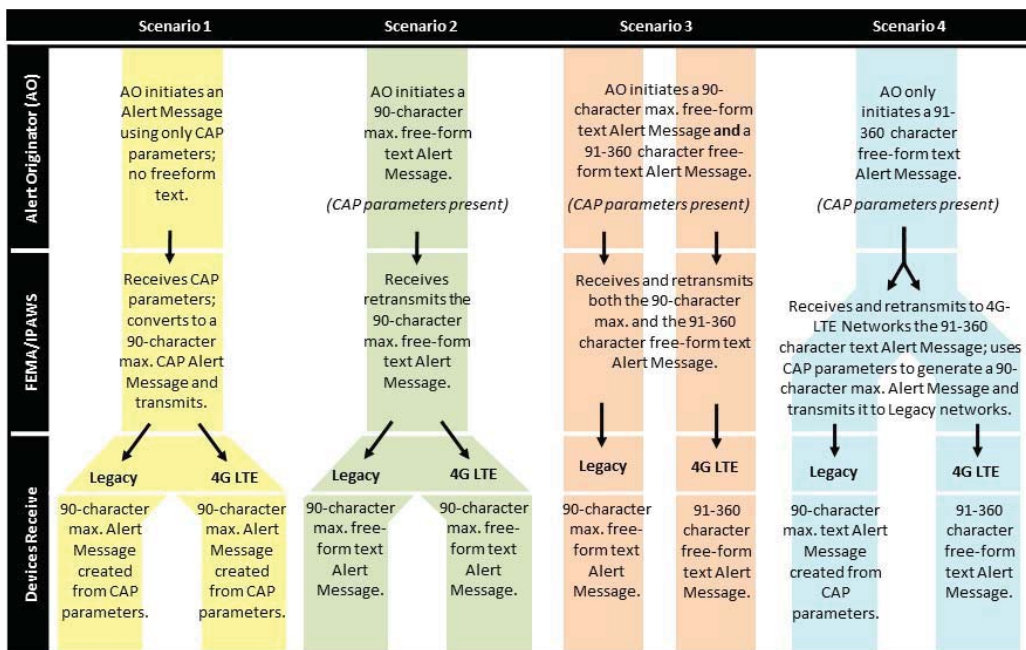 Scenario 1
Scenario 2
Scenario 3
Scenario 4
Alert Originator (AO)
AO initiates an
Alert Message
using only CAP
parameters;
no freeform
text.
AO initiates a
90-character
max. free-form
text Alert
Message.
(CAP parameters present)
AO initiates a 90-
character max. free-form
text Alert Message and a
91-360 character free-
form text Alert Message.
(CAP parameters present)
AO only
initiates a 91-
360 character
free-form text
Alert Message.
(CAP parameters present)
FEMA/IPAWS
Receives CAP
parameters;
converts to a
90-character
max. CAP Alert
Message and
transmits.
Receives
retransmits the
90-character
max. free-form
text Alert
Message.
Receives and retransmits
both the 90-character
max. and the 91-360
character free-form text
Alert Message.
Receives and retransmits to 4G-
LTE Networks the 91-360
character text Alert Message; uses
CAP parameters to generate a 90-
character max. Alert Message and
transmits it to Legacy networks.
Devices Receive
Legacy
4G LTE
Legacy
4G LTE
Legacy
4G LTE
Legacy
4G LTE
90-character
max. Alert
Message
created
from CAP
parameters.
90-character
max. Alert
Message
created
from CAP
parameters.
90-character
max. free-
form text
Alert
Message.
90-character
max. free-
form text
Alert
Message.
90-character
max. free-
form text
Alert
Message.
91-360
character
free-form
text Alert
Message.
90-character
max. text Alert
Message
created from
CAP
parameters.
91-360
character
free-form
text Alert
Message.